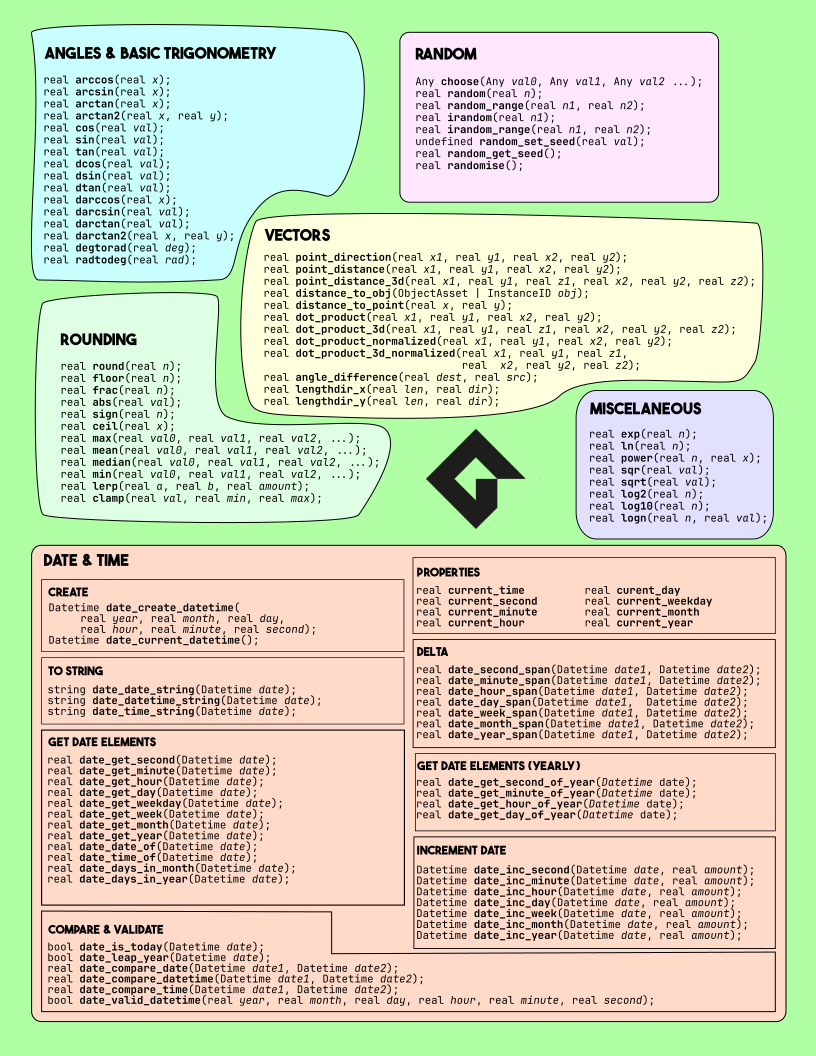 ANGLES & BASIC TRIGONOMETRY
real arccos(real x);
real arcsin(real x);
real arctan(real x);
real arctan2(real x, real y);
real cos(real val);
real sin(real val);
real tan(real val);
real dcos(real val);
real dsin(real val);
real dtan(real val);
real darccos(real x);
real darcsin(real val);
real darctan(real val);
real darctan2(real x, real y);
real degtorad(real deg);
real radtodeg(real rad);
RANDOM
Any choose(Any val0, Any val1, Any val2 ...);
real random(real n);
real random_range(real n1, real n2);
real irandom(real n1);
real irandom_range(real n1, real n2);
undefined random_set_seed(real val);
real random_get_seed();
real randomise();
VECTORS
real point_direction(real x1, real y1, real x2, real y2);
real point_distance(real x1, real y1, real x2, real y2);
real point_distance_3d(real x1, real y1, real z1, real x2, real y2, real z2);
real distance_to_obj(ObjectAsset | InstanceID obj);
real distance_to_point(real x, real y);
real dot_product(real x1, real y1, real x2, real y2);
real dot_product_3d(real x1, real y1, real z1, real x2, real y2, real z2);
real dot_product_normalized(real x1, real y1, real x2, real y2);
real dot_product_3d_normalized(real x1, real y1, real z1,
real x2, real y2, real z2);
real angle_difference(real dest, real src);
real lengthdir_x(real len, real dir);
real lengthdir_y(real len, real dir);
ROUNDING
real round(real n);
real floor(real n);
real frac(real n);
real abs(real val);
real sign(real n);
real ceil(real x);
real max(real val0, real val1, real val2, ...);
real mean(real val0, real val1, real val2, ...);
real median(real val0, real val1, real val2, ...);
real min(real val0, real val1, real val2, ...);
real lerp(real a, real b, real amount);
real clamp(real val, real min, real max);
MISCELANEOUS
real exp(real n);
real ln(real n);
real power(real n, real x);
real sqr(real val);
real sqrt(real val);
real log2(real n);
real log10(real n);
real logn(real n, real val);
DATE & TIME
CREATE
Datetime date_create_datetime(
real year, real month, real day,
real hour, real minute, real second);
Datetime date_current_datetime();
TO STRING
string date_date_string(Datetime date);
string date_datetime_string(Datetime date);
string date_time_string(Datetime date);
GET DATE ELEMENTS
real date_get_second(Datetime date);
real date_get_minute(Datetime date);
real date_get_hour(Datetime date);
real date_get_day(Datetime date);
real date_get_weekday(Datetime date);
real date_get_week(Datetime date);
real date_get_month(Datetime date);
real date_get_year(Datetime date);
real date_date_of(Datetime date);
real date_time_of(Datetime date);
real date_days_in_month(Datetime date);
real date_days_in_year(Datetime date);
PROPERTIES
real current_time
real current_second
real current_minute
real current_hour
real curent_day
real current_weekday
real current_month
real current_year
DELTA
real date_second_span(Datetime date1, Datetime date2);
real date_minute_span(Datetime date1, Datetime date2);
real date_hour_span(Datetime date1, Datetime date2);
real date_day_span(Datetime date1, Datetime date2);
real date_week_span(Datetime date1, Datetime date2);
real date_month_span(Datetime date1, Datetime date2);
real date_year_span(Datetime date1, Datetime date2);
GET DATE ELEMENTS (YEARLY)
real date_get_second_of_year(Datetime date);
real date_get_minute_of_year(Datetime date);
real date_get_hour_of_year(Datetime date);
real date_get_day_of_year(Datetime date);
INCREMENT DATE
Datetime date_inc_second(Datetime date, real amount);
Datetime date_inc_minute(Datetime date, real amount);
Datetime date_inc_hour(Datetime date, real amount);
Datetime date_inc_day(Datetime date, real amount);
Datetime date_inc_week(Datetime date, real amount);
Datetime date_inc_month(Datetime date, real amount);
Datetime date_inc_year(Datetime date, real amount);
COMPARE & VALIDATE
bool date_is_today(Datetime date);
bool date_leap_year(Datetime date);
real date_compare_date(Datetime date1, Datetime date2);
real date_compare_datetime(Datetime date1, Datetime date2);
real date_compare_time(Datetime date1, Datetime date2);
bool date_valid_datetime(real year, real month, real day, real hour, real minute, real second);